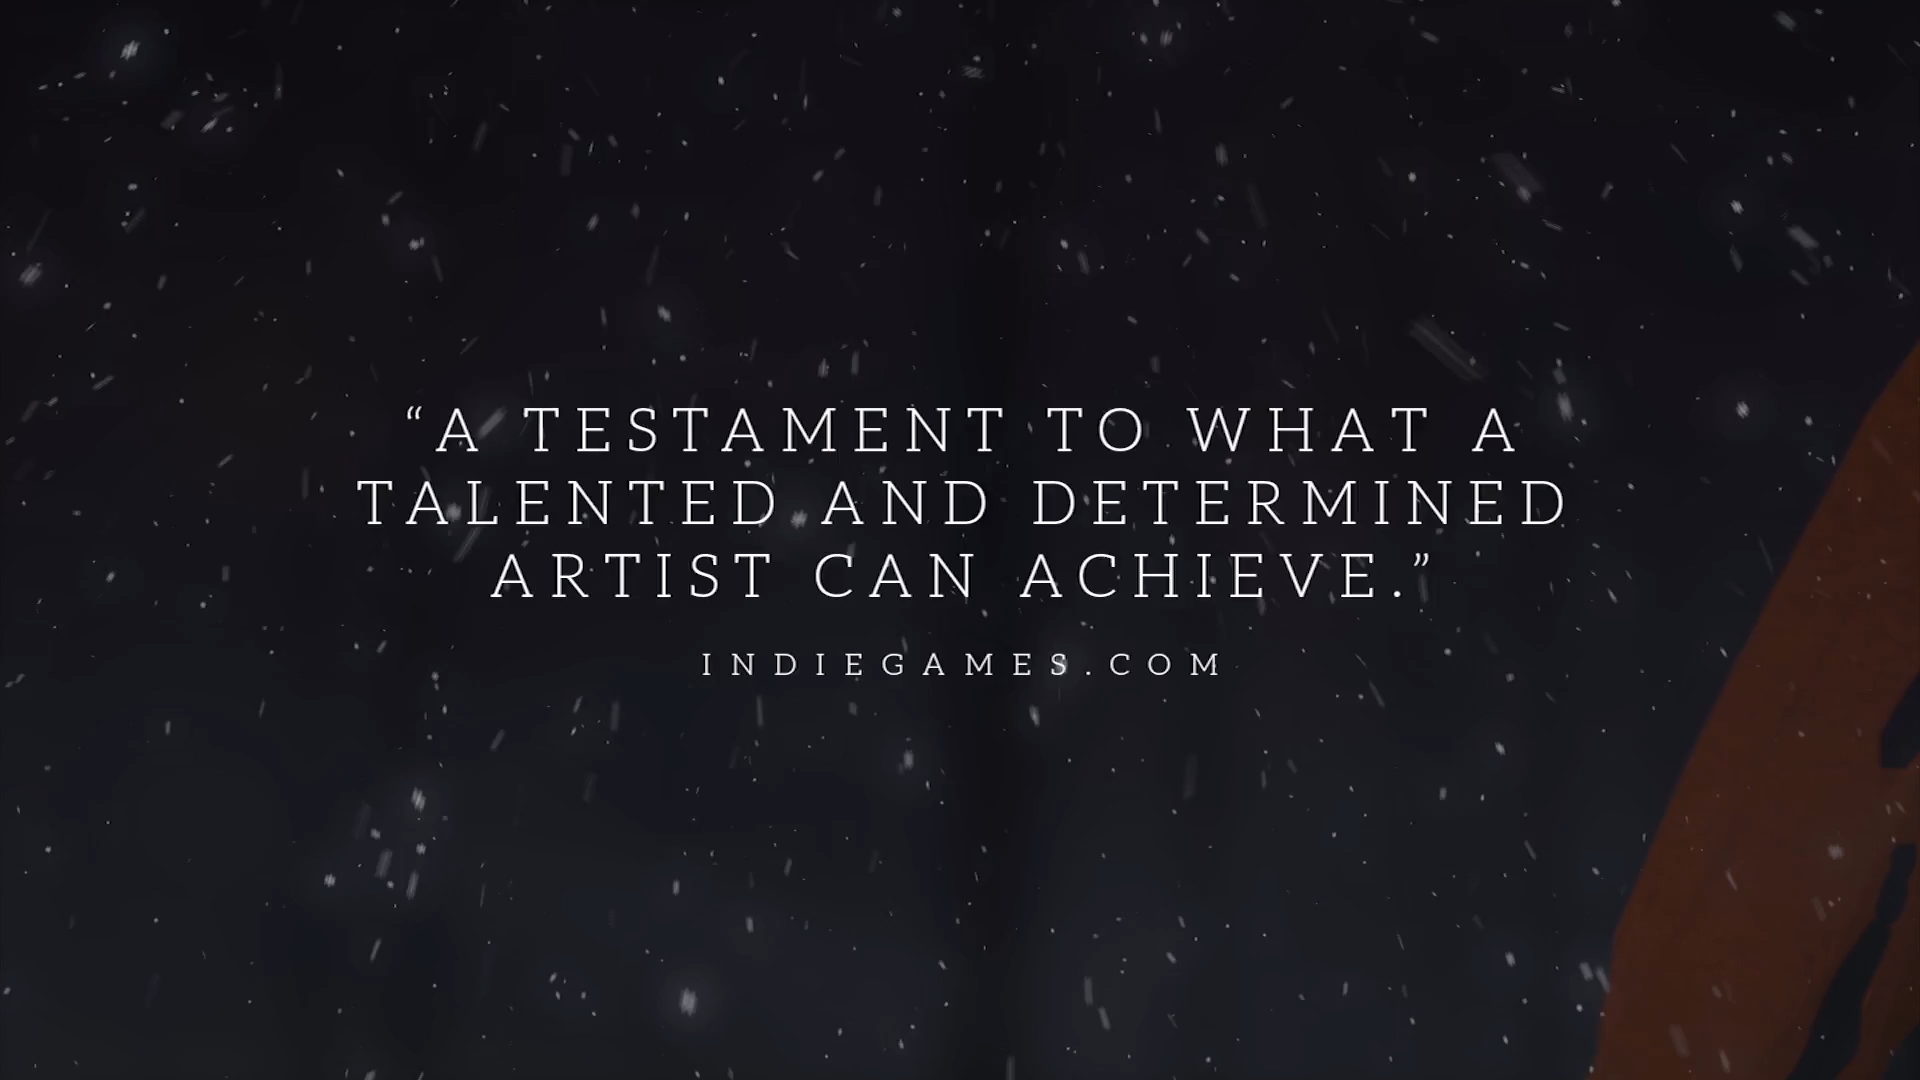 “A TESTAMENT TO WHAT A
TALENTED AND DETERMINED
ARTIST CAN ACHIEVE.”
INDIEGAMES.COM